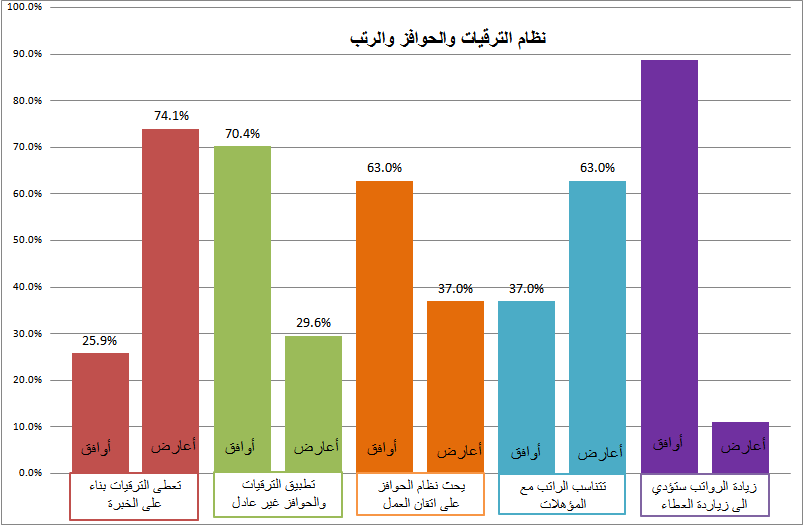 نظام الترقيات والحوافز والرتب
100.0%
90.0%
80.0%
70.0%
60.0%
50.0%
40.0%
30.0%
20.0%
10.0%
0.0%
25.9%
74.1%
70.4%
29.6%
63.0%
37.0%
37.0%
63.0%
أوافق
أعارض
أوافق
أعارض
أوافق
أعارض
أوافق
أعارض
أوافق
أعارض
تعطى الترقيات بناء
على الخبرة
تطبيق الترقيات
والحوافز غير عادل
يحث نظام الحوافز
على اتقان العمل
تتناسب الراتب مع
المؤهلات
زيادة الرواتب ستؤدي
الى زياردة العطاء